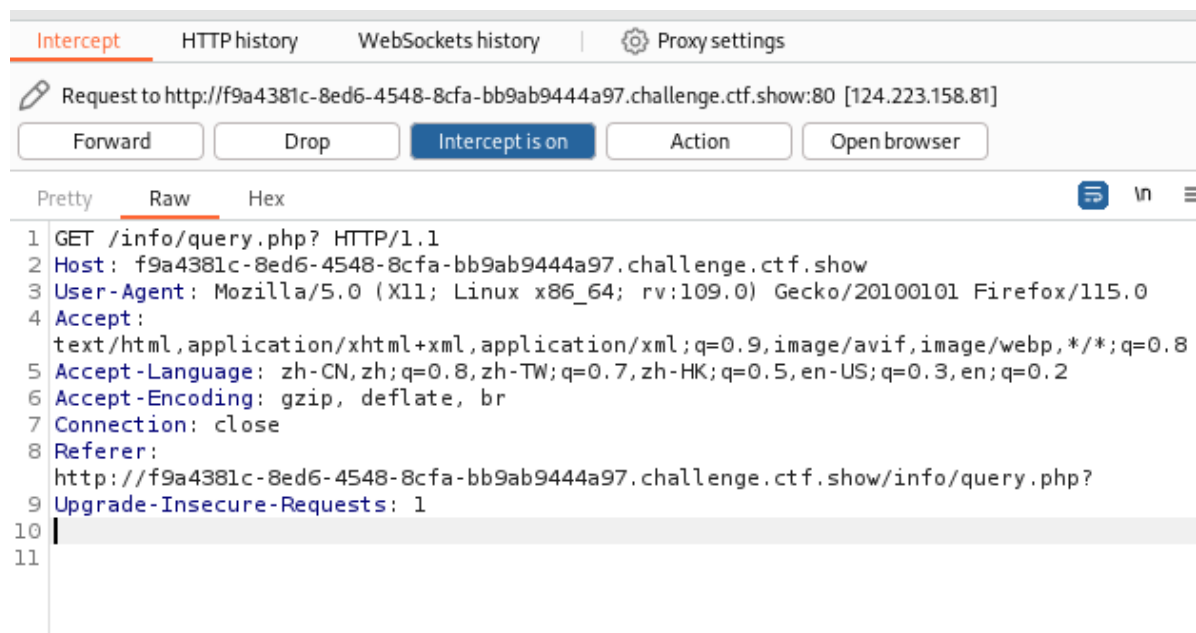 Intercept HTTP history WebSockets history Proxy settings
Request to http://f9a4381c-8ed6-4548-8cfa-bb9ab9444a97.challenge.ctf.show:80 [124.223.158.81]
Forward Drop Intercept is on Action Open browser
Pretty Raw Hex \n
1 GET /info/query.php? HTTP/1.1
2 Host: f9a4381c-8ed6-4548-8cfa-bb9ab9444a97.challenge.ctf.show
3 User-Agent: Mozilla/5.0 (X11; Linux x86_64; rv:109.0) Gecko/20100101 Firefox/115.0
4 Accept:
text/html,application/xhtml+xml,application/xml;q=0.9,image/avif,image/webp,*/*;q=0.8
5 Accept-Language: zh-CN,zh;q=0.8,zh-TW;q=0.7,zh-HK;q=0.5,en-US;q=0.3,en;q=0.2
6 Accept-Encoding: gzip, deflate, br
7 Connection: close
8 Referer:
http://f9a4381c-8ed6-4548-8cfa-bb9ab9444a97.challenge.ctf.show/info/query.php?
9 Upgrade-Insecure-Requests: 1
10
11